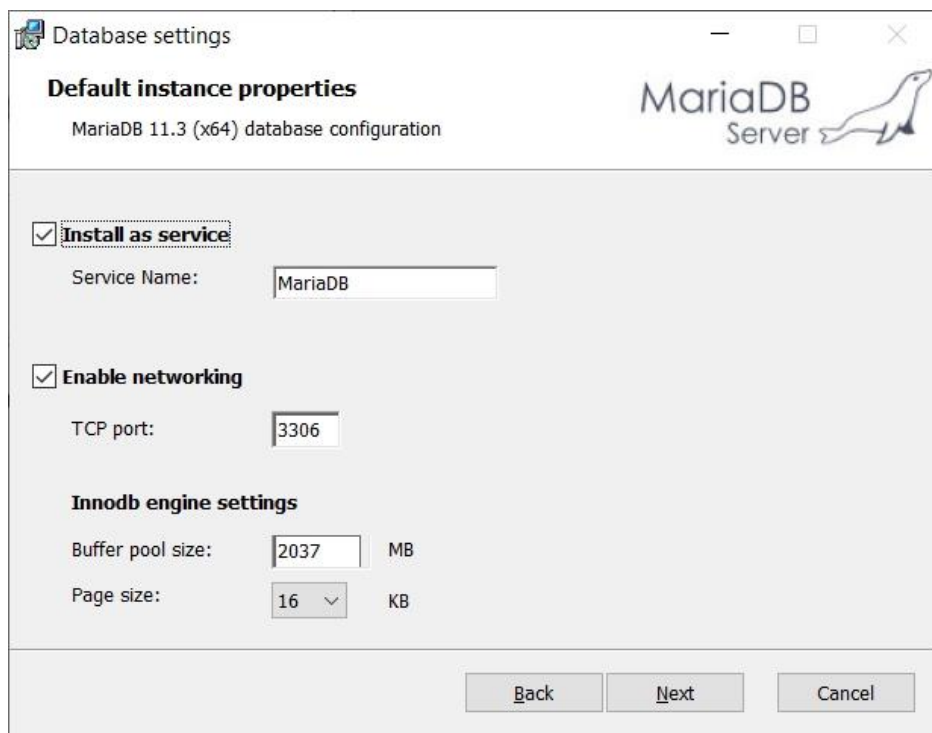 Database settings
Default instance properties
MariaDB 11.3 (x64) database configuration
MariaDB
Server
Install as service
Service Name: MariaDB
Enable networking
TCP port: 3306
Innodb engine settings
Buffer pool size: 2037 MB
Page size: 16 KB
Back Next Cancel